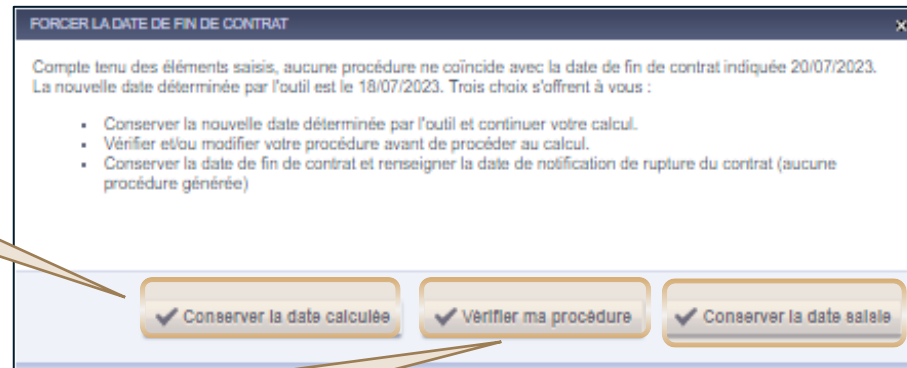 FORCER LA DATE DE FIN DE CONTRAT
Compte tenu des éléments saisis, aucune procédure ne coïncide avec la date de fin de contrat indiquée 20/07/2023.
La nouvelle date déterminée par l'outil est le 18/07/2023. Trois choix s'offrent à vous :
• Conserver la nouvelle date déterminée par l'outil et continuer votre calcul.
• Vérifier et/ou modifier votre procédure avant de procéder au calcul.
• Conserver la date de fin de contrat et renseigner la date de notification de rupture du contrat (aucune
procédure générée)
Conserver la date calculée Vérifier ma procédure Conserver la date saisie